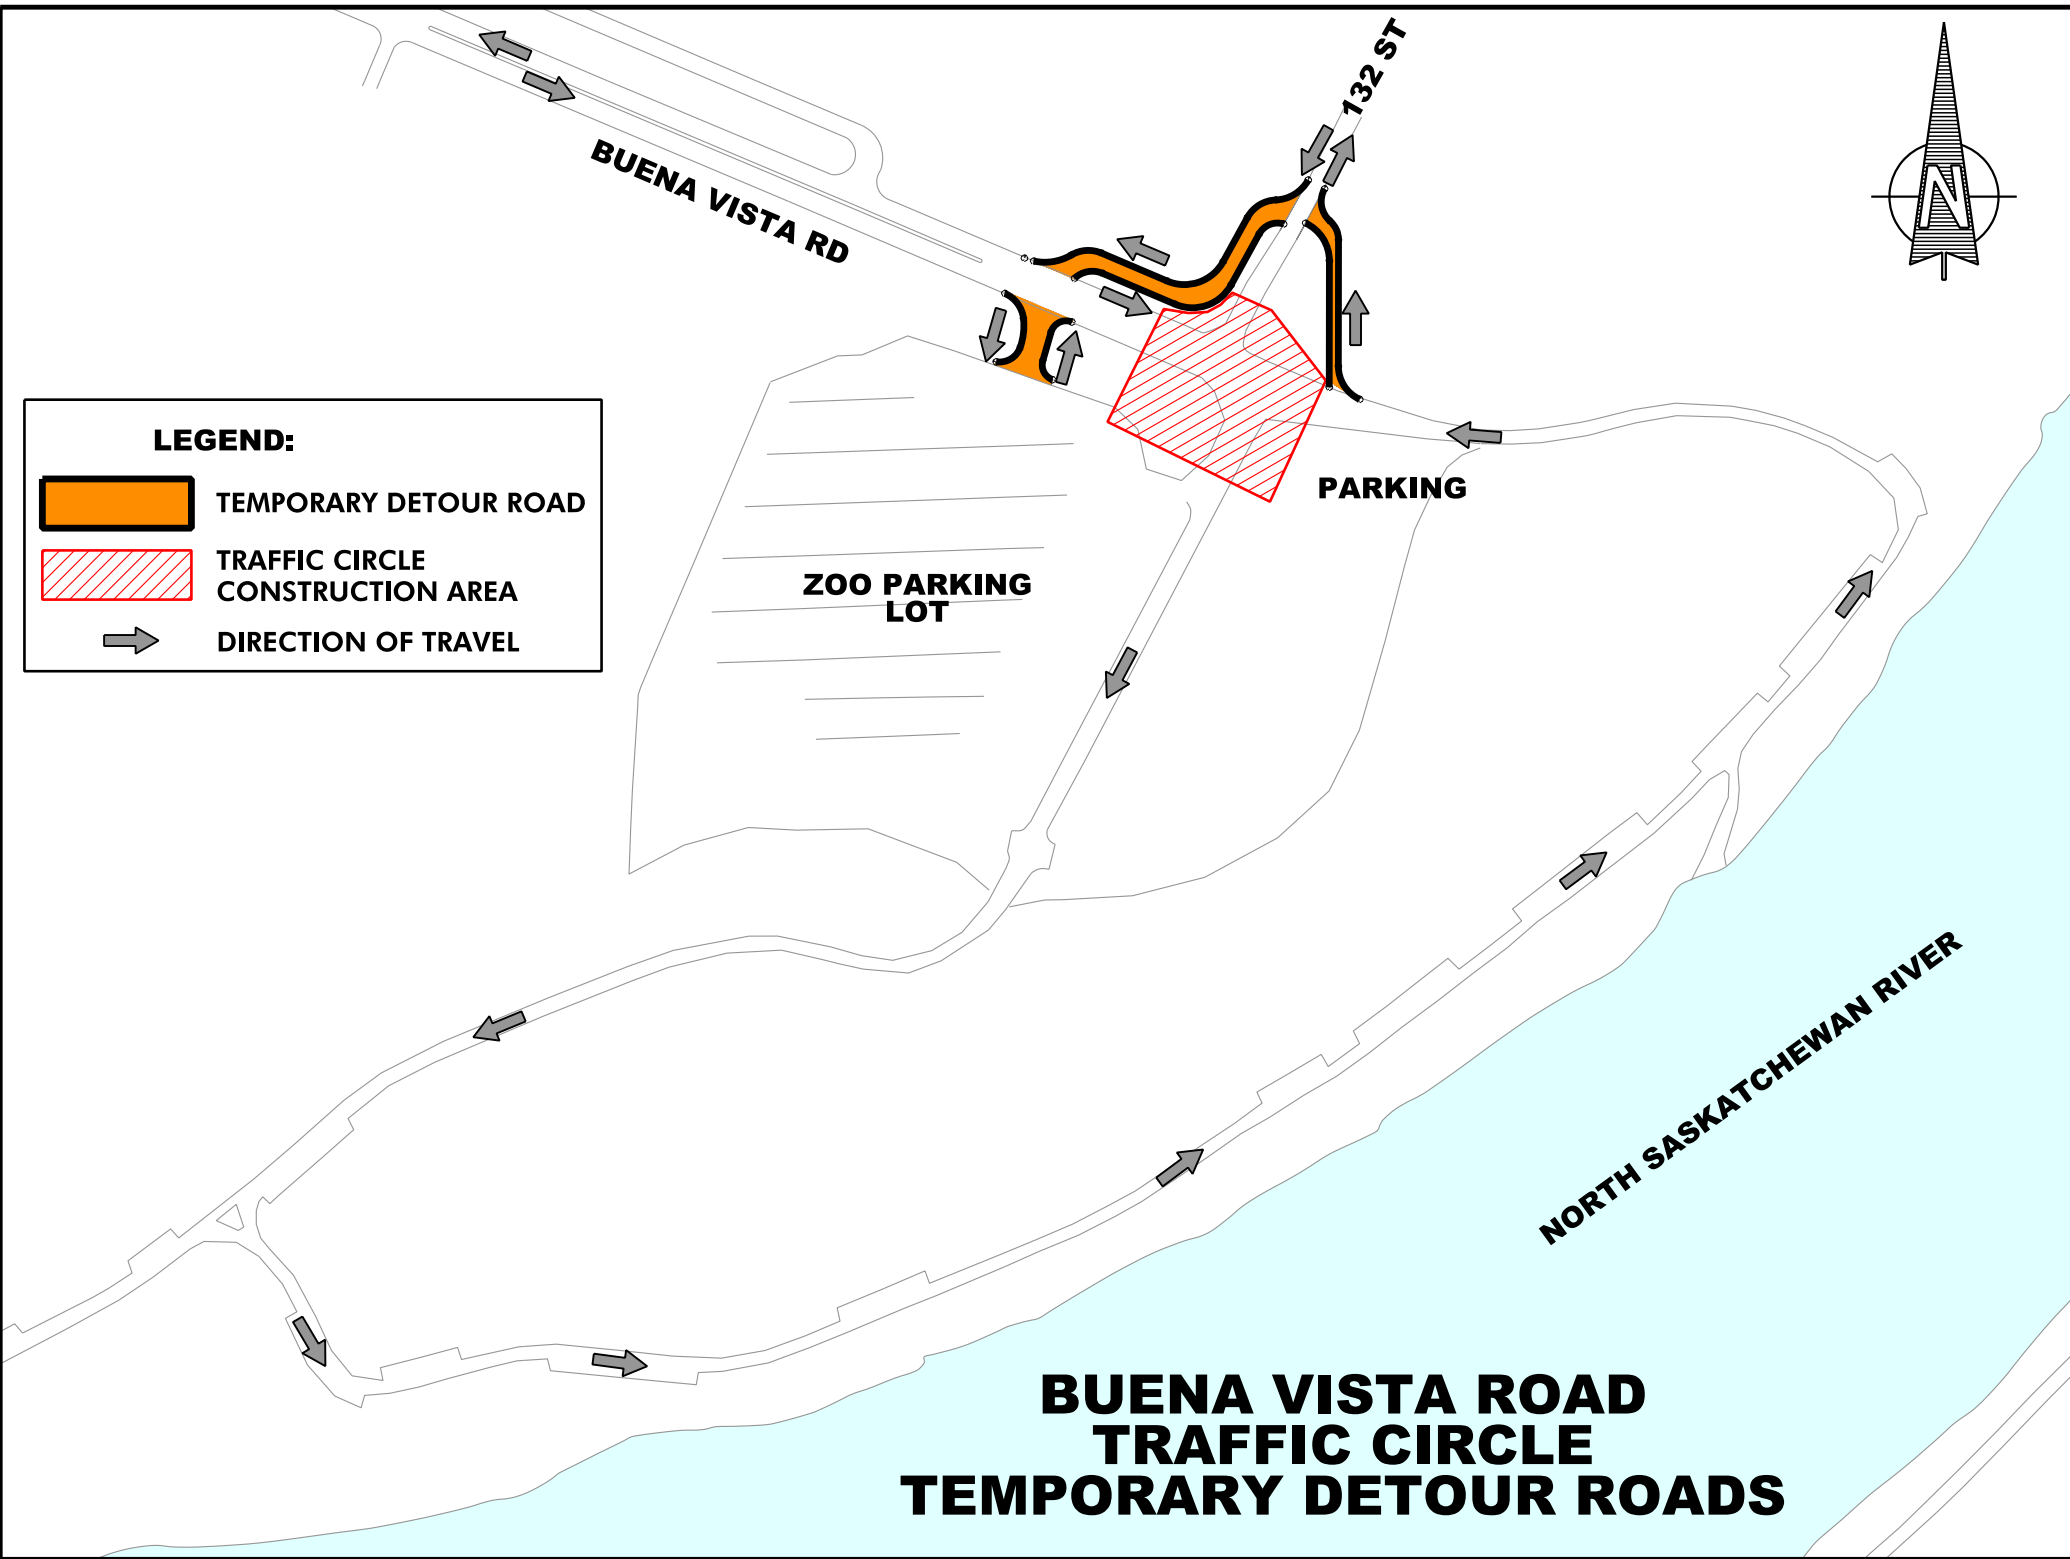 132 ST
N
BUENA VISTA RD
LEGEND:
TEMPORARY DETOUR ROAD
TRAFFIC CIRCLE
CONSTRUCTION AREA
DIRECTION OF TRAVEL
PARKING
ZOO PARKING
LOT
NORTH SASKATCHEWAN RIVER
BUENA VISTA ROAD
TRAFFIC CIRCLE
TEMPORARY DETOUR ROADS